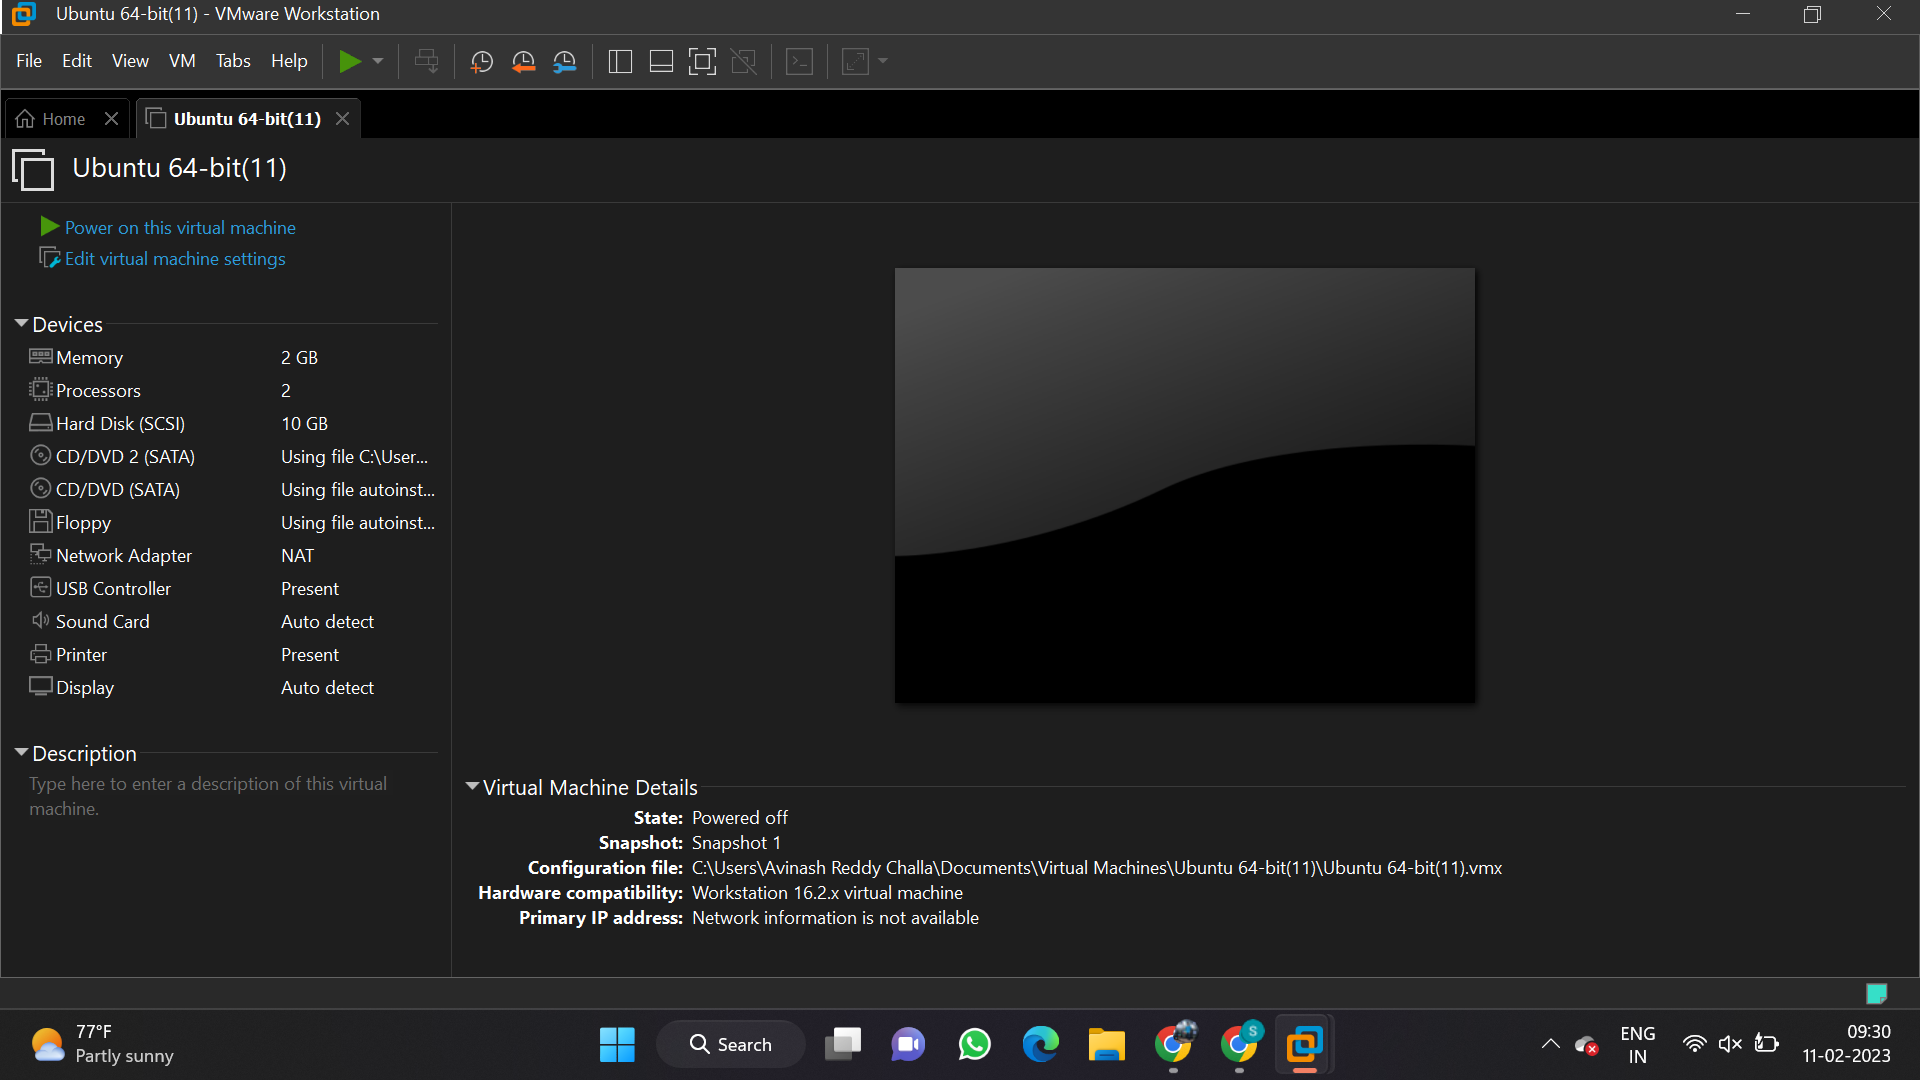 Ubuntu 64-bit(11) - VMware Workstation
File Edit View VM Tabs Help
Home Ubuntu 64-bit(11)
Ubuntu 64-bit(11)
Power on this virtual machine
Edit virtual machine settings
Devices
Memory 2 GB
Processors 2
Hard Disk (SCSI) 10 GB
CD/DVD 2 (SATA) Using file C:\User...
CD/DVD (SATA) Using file autoinst...
Floppy Using file autoinst...
Network Adapter NAT
USB Controller Present
Sound Card Auto detect
Printer Present
Display Auto detect
Description
Type here to enter a description of this virtual
machine.
Virtual Machine Details
State: Powered off
Snapshot: Snapshot 1
Configuration file: C:\Users\Avinash Reddy Challa\Documents\Virtual Machines\Ubuntu 64-bit(11)\Ubuntu 64-bit(11).vmx
Hardware compatibility: Workstation 16.2.x virtual machine
Primary IP address: Network information is not available
77°F
Partly sunny
Search
S
ENG
IN
09:30
11-02-2023